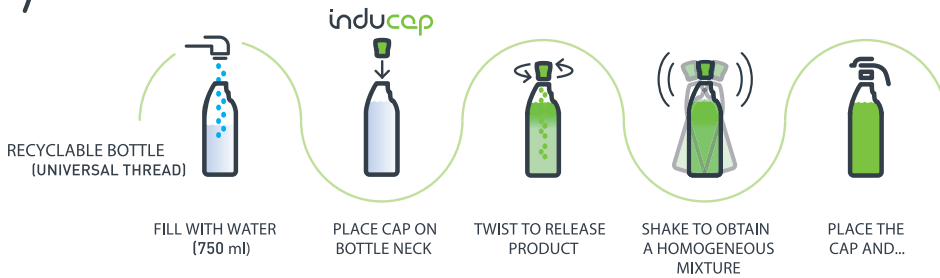 inducap
RECYCLABLE BOTTLE
(UNIVERSAL THREAD)
FILL WITH WATER
(750 ml)
PLACE CAP ON
BOTTLE NECK
TWIST TO RELEASE
PRODUCT
SHAKE TO OBTAIN
A HOMOGENEOUS
MIXTURE
PLACE THE
CAP AND...